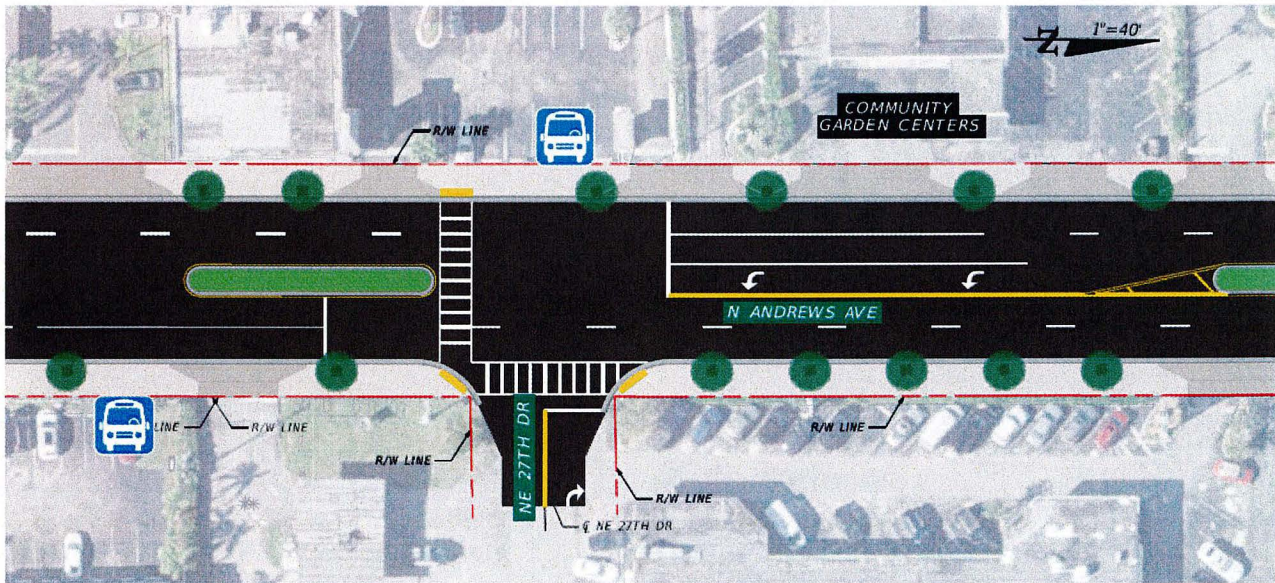 Z
1"=40'
COMMUNITY
GARDEN CENTERS
R/W LINE
N ANDREWS AVE
LINE
R/W LINE
R/W LINE
NE 27TH DR
R/W LINE
R/W LINE
℄ NE 27TH DR